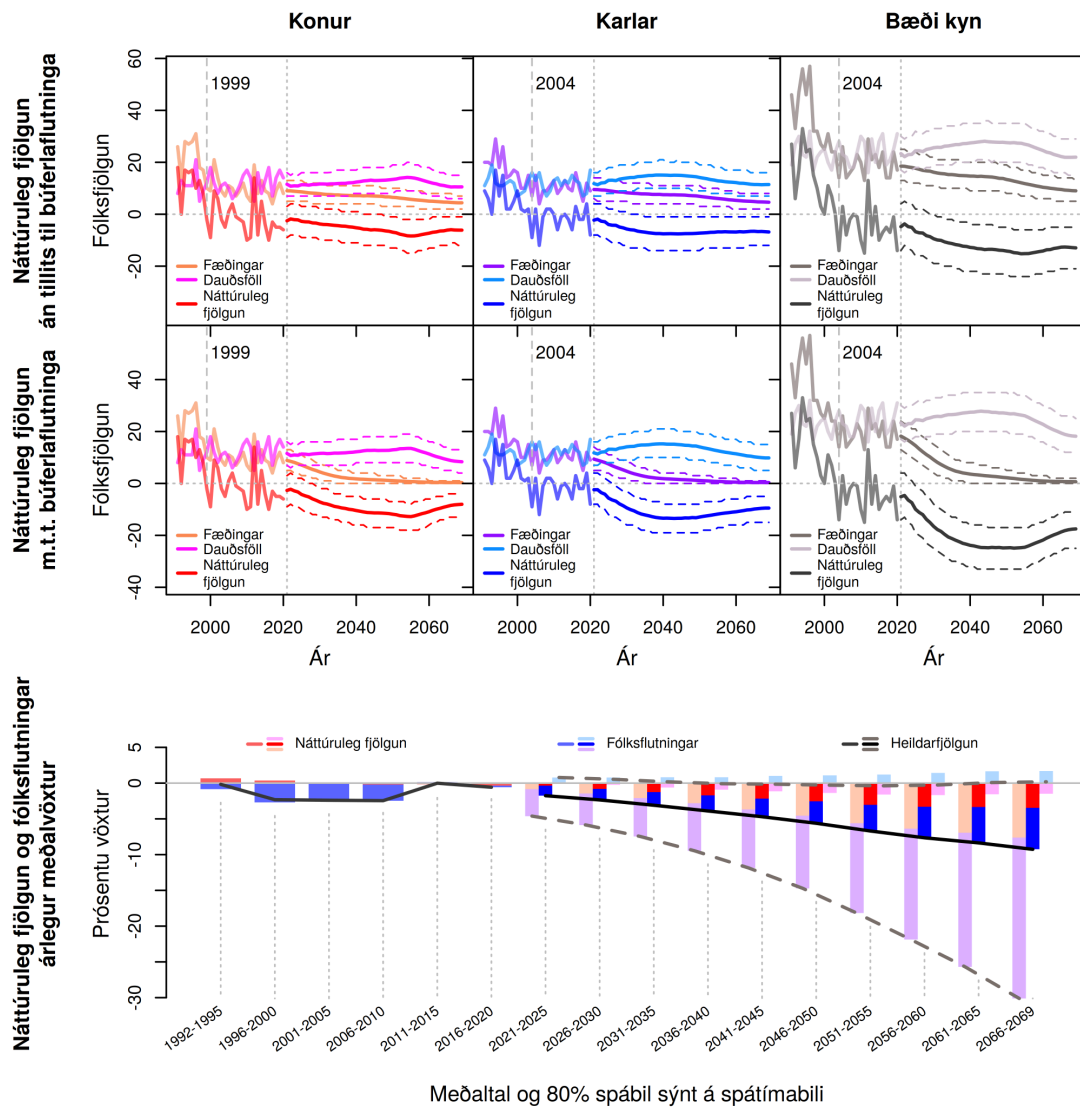 Konur
Karlar
Bæði kyn
Náttúruleg fjölgun
án tillits til búferlaflutninga
Fólksfjölgun
60
40
20
0
-20
1999
Fæðingar
Dauðsföll
Náttúruleg
fjölgun
2004
Fæðingar
Dauðsföll
Náttúruleg
fjölgun
2004
Fæðingar
Dauðsföll
Náttúruleg
fjölgun
Náttúruleg fjölgun
m.t.t. búferlaflutninga
Fólksfjölgun
40
20
0
-20
-40
1999
Fæðingar
Dauðsföll
Náttúruleg
fjölgun
2004
Fæðingar
Dauðsföll
Náttúruleg
fjölgun
2004
Fæðingar
Dauðsföll
Náttúruleg
fjölgun
2000 2020 2040 2060
2000 2020 2040 2060
2000 2020 2040 2060
Ár
Ár
Ár
Náttúruleg fjölgun og fólksflutningar
árlegur meðalvöxtur
Prósentu vöxtur
5
0
-10
-20
-30
Náttúruleg fjölgun
Fólksflutningar
Heildarfjölgun
1992-1995
1996-2000
2001-2005
2006-2010
2011-2015
2016-2020
2021-2025
2026-2030
2031-2035
2036-2040
2041-2045
2046-2050
2051-2055
2056-2060
2061-2065
2066-2069
Meðaltal og 80% spábil sýnt á spátímabili